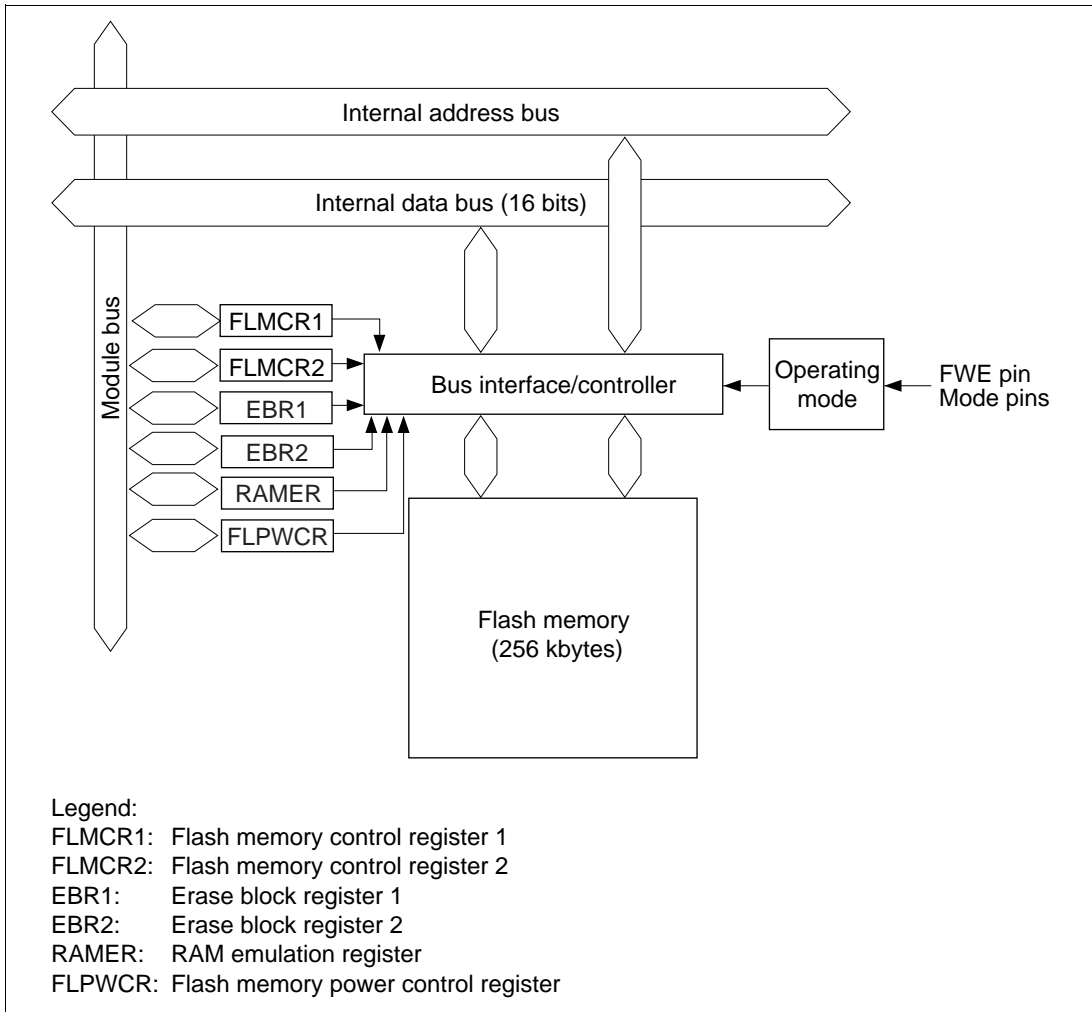 Internal address bus
Internal data bus (16 bits)
Module bus
FLMCR1
FLMCR2
EBR1
EBR2
RAMER
FLPWCR
Bus interface/controller
Operating
mode
FWE pin
Mode pins
Flash memory
(256 kbytes)
Legend:
FLMCR1: Flash memory control register 1
FLMCR2: Flash memory control register 2
EBR1: Erase block register 1
EBR2: Erase block register 2
RAMER: RAM emulation register
FLPWCR: Flash memory power control register